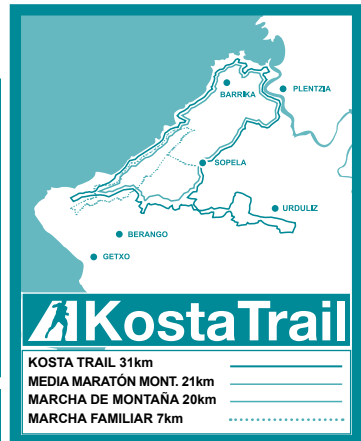 BARRIKA
PLENTZIA
SOPELA
URDULIZ
BERANGO
GETXO
KostaTrail
KOSTA TRAIL 31km
MEDIA MARATÓN MONT. 21km
MARCHA DE MONTAÑA 20km
MARCHA FAMILIAR 7km